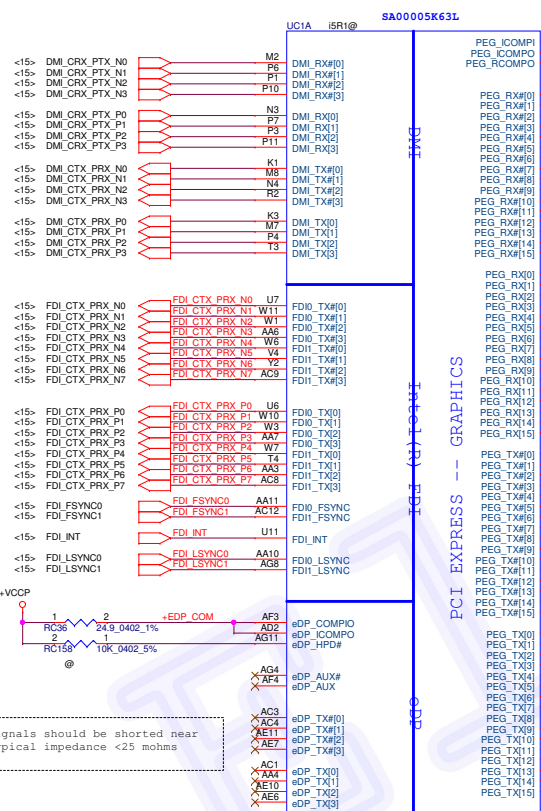 SA00005K63L
UC1A i5R1@
PEG_ICOMPI
PEG_ICOMPO
PEG_RCOMPO
<15> DMI_CRX_PTX_N0 M2 DMI_RX#[0]
<15> DMI_CRX_PTX_N1 P6 DMI_RX#[1]
<15> DMI_CRX_PTX_N2 P1 DMI_RX#[2]
<15> DMI_CRX_PTX_N3 P10 DMI_RX#[3]
<15> DMI_CRX_PTX_P0 N3 DMI_RX[0]
<15> DMI_CRX_PTX_P1 P7 DMI_RX[1]
<15> DMI_CRX_PTX_P2 P3 DMI_RX[2]
<15> DMI_CRX_PTX_P3 P11 DMI_RX[3]
<15> DMI_CTX_PRX_N0 K1 DMI_TX#[0]
<15> DMI_CTX_PRX_N1 M8 DMI_TX#[1]
<15> DMI_CTX_PRX_N2 N4 DMI_TX#[2]
<15> DMI_CTX_PRX_N3 R2 DMI_TX#[3]
<15> DMI_CTX_PRX_P0 K3 DMI_TX[0]
<15> DMI_CTX_PRX_P1 M7 DMI_TX[1]
<15> DMI_CTX_PRX_P2 P4 DMI_TX[2]
<15> DMI_CTX_PRX_P3 T3 DMI_TX[3]
DMI
<15> FDI_CTX_PRX_N0 FDI_CTX_PRX_N0 U7 FDI0_TX#[0]
<15> FDI_CTX_PRX_N1 FDI_CTX_PRX_N1 W11 FDI0_TX#[1]
<15> FDI_CTX_PRX_N2 FDI_CTX_PRX_N2 W1 FDI0_TX#[2]
<15> FDI_CTX_PRX_N3 FDI_CTX_PRX_N3 AA6 FDI0_TX#[3]
<15> FDI_CTX_PRX_N4 FDI_CTX_PRX_N4 W6 FDI1_TX#[0]
<15> FDI_CTX_PRX_N5 FDI_CTX_PRX_N5 V4 FDI1_TX#[1]
<15> FDI_CTX_PRX_N6 FDI_CTX_PRX_N6 Y2 FDI1_TX#[2]
<15> FDI_CTX_PRX_N7 FDI_CTX_PRX_N7 AC9 FDI1_TX#[3]
<15> FDI_CTX_PRX_P0 FDI_CTX_PRX_P0 U6 FDI0_TX[0]
<15> FDI_CTX_PRX_P1 FDI_CTX_PRX_P1 W10 FDI0_TX[1]
<15> FDI_CTX_PRX_P2 FDI_CTX_PRX_P2 W3 FDI0_TX[2]
<15> FDI_CTX_PRX_P3 FDI_CTX_PRX_P3 AA7 FDI0_TX[3]
<15> FDI_CTX_PRX_P4 FDI_CTX_PRX_P4 W7 FDI1_TX[0]
<15> FDI_CTX_PRX_P5 FDI_CTX_PRX_P5 T4 FDI1_TX[1]
<15> FDI_CTX_PRX_P6 FDI_CTX_PRX_P6 AA3 FDI1_TX[2]
<15> FDI_CTX_PRX_P7 FDI_CTX_PRX_P7 AC8 FDI1_TX[3]
<15> FDI_FSYNC0 FDI_FSYNC0 AA11 FDI0_FSYNC
<15> FDI_FSYNC1 FDI_FSYNC1 AC12 FDI1_FSYNC
<15> FDI_INT U11 FDI_INT
<15> FDI_LSYNC0 FDI_LSYNC0 AA10 FDI0_LSYNC
<15> FDI_LSYNC1 FDI_LSYNC1 AG8 FDI1_LSYNC
Intel(R) FDI
+VCCP
1 2 +EDP_COM AF3 eDP_COMPIO
RC36 24.9_0402_1% AD2 eDP_ICOMPO
2 1 AG11 eDP_HPD#
RC158 10K_0402_5%
@
AG4 eDP_AUX#
AF4 eDP_AUX
AC3 eDP_TX#[0]
AC4 eDP_TX#[1]
AE11 eDP_TX#[2]
AE7 eDP_TX#[3]
AC1 eDP_TX[0]
AA4 eDP_TX[1]
AE10 eDP_TX[2]
AE6 eDP_TX[3]
eDP
ignals should be shorted near
ypical impedance <25 mohms
PCI EXPRESS -- GRAPHICS
PEG_RX#[0]
PEG_RX#[1]
PEG_RX#[2]
PEG_RX#[3]
PEG_RX#[4]
PEG_RX#[5]
PEG_RX#[6]
PEG_RX#[7]
PEG_RX#[8]
PEG_RX#[9]
PEG_RX#[10]
PEG_RX#[11]
PEG_RX#[12]
PEG_RX#[13]
PEG_RX#[14]
PEG_RX#[15]
PEG_RX[0]
PEG_RX[1]
PEG_RX[2]
PEG_RX[3]
PEG_RX[4]
PEG_RX[5]
PEG_RX[6]
PEG_RX[7]
PEG_RX[8]
PEG_RX[9]
PEG_RX[10]
PEG_RX[11]
PEG_RX[12]
PEG_RX[13]
PEG_RX[14]
PEG_RX[15]
PEG_TX#[0]
PEG_TX#[1]
PEG_TX#[2]
PEG_TX#[3]
PEG_TX#[4]
PEG_TX#[5]
PEG_TX#[6]
PEG_TX#[7]
PEG_TX#[8]
PEG_TX#[9]
PEG_TX#[10]
PEG_TX#[11]
PEG_TX#[12]
PEG_TX#[13]
PEG_TX#[14]
PEG_TX#[15]
PEG_TX[0]
PEG_TX[1]
PEG_TX[2]
PEG_TX[3]
PEG_TX[4]
PEG_TX[5]
PEG_TX[6]
PEG_TX[7]
PEG_TX[8]
PEG_TX[9]
PEG_TX[10]
PEG_TX[11]
PEG_TX[12]
PEG_TX[13]
PEG_TX[14]
PEG_TX[15]